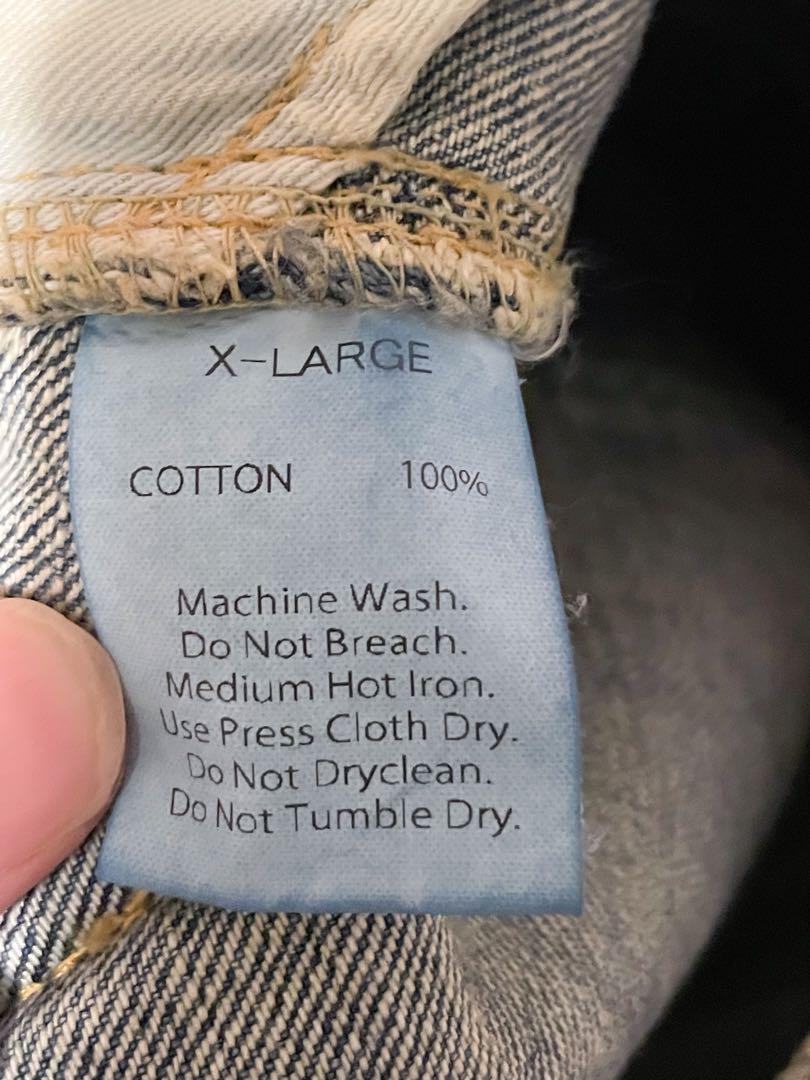 X-LARGE
COTTON 100%
Machine Wash.
Do Not Breach.
Medium Hot Iron.
Use Press Cloth Dry.
Do Not Dryclean.
Do Not Tumble Dry.